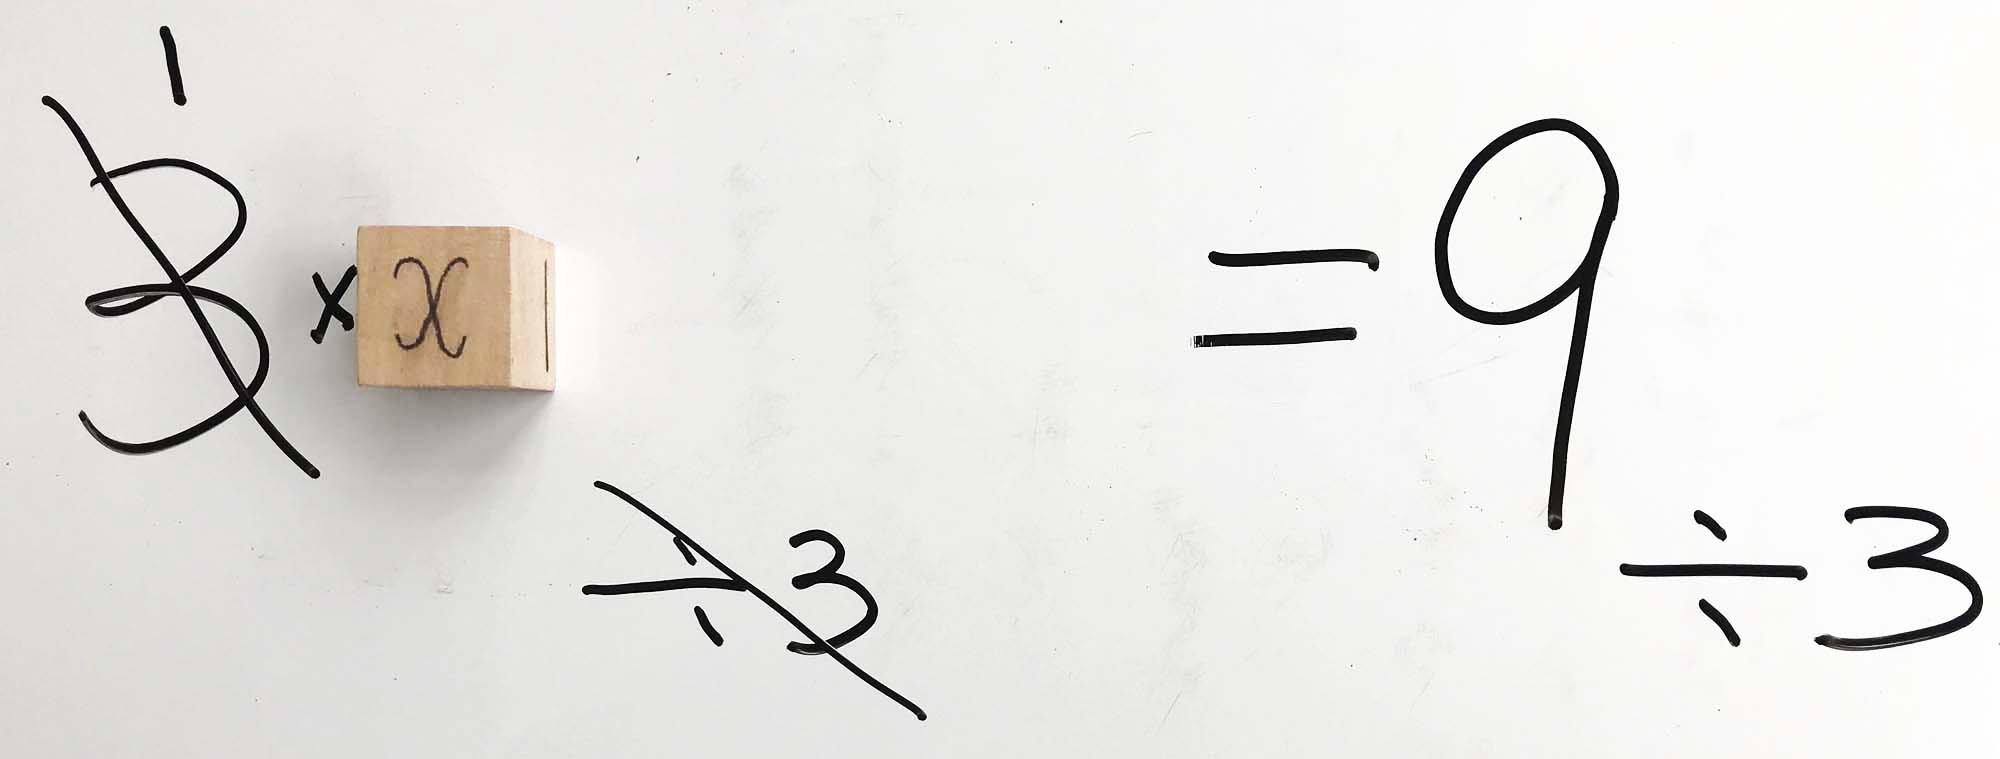 1
3 × x = 9
÷ 3 ÷ 3